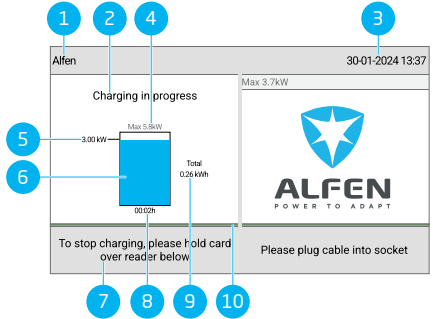 1
2
4
3
Alfen
30-01-2024 13:37
Charging in progress
Max 3.7kW
Max 5.8kW
5
3.00 kW
6
Total
0.26 kWh
00:02h
ALFEN
POWER TO ADAPT
To stop charging, please hold card
over reader below
Please plug cable into socket
7
8
9
10